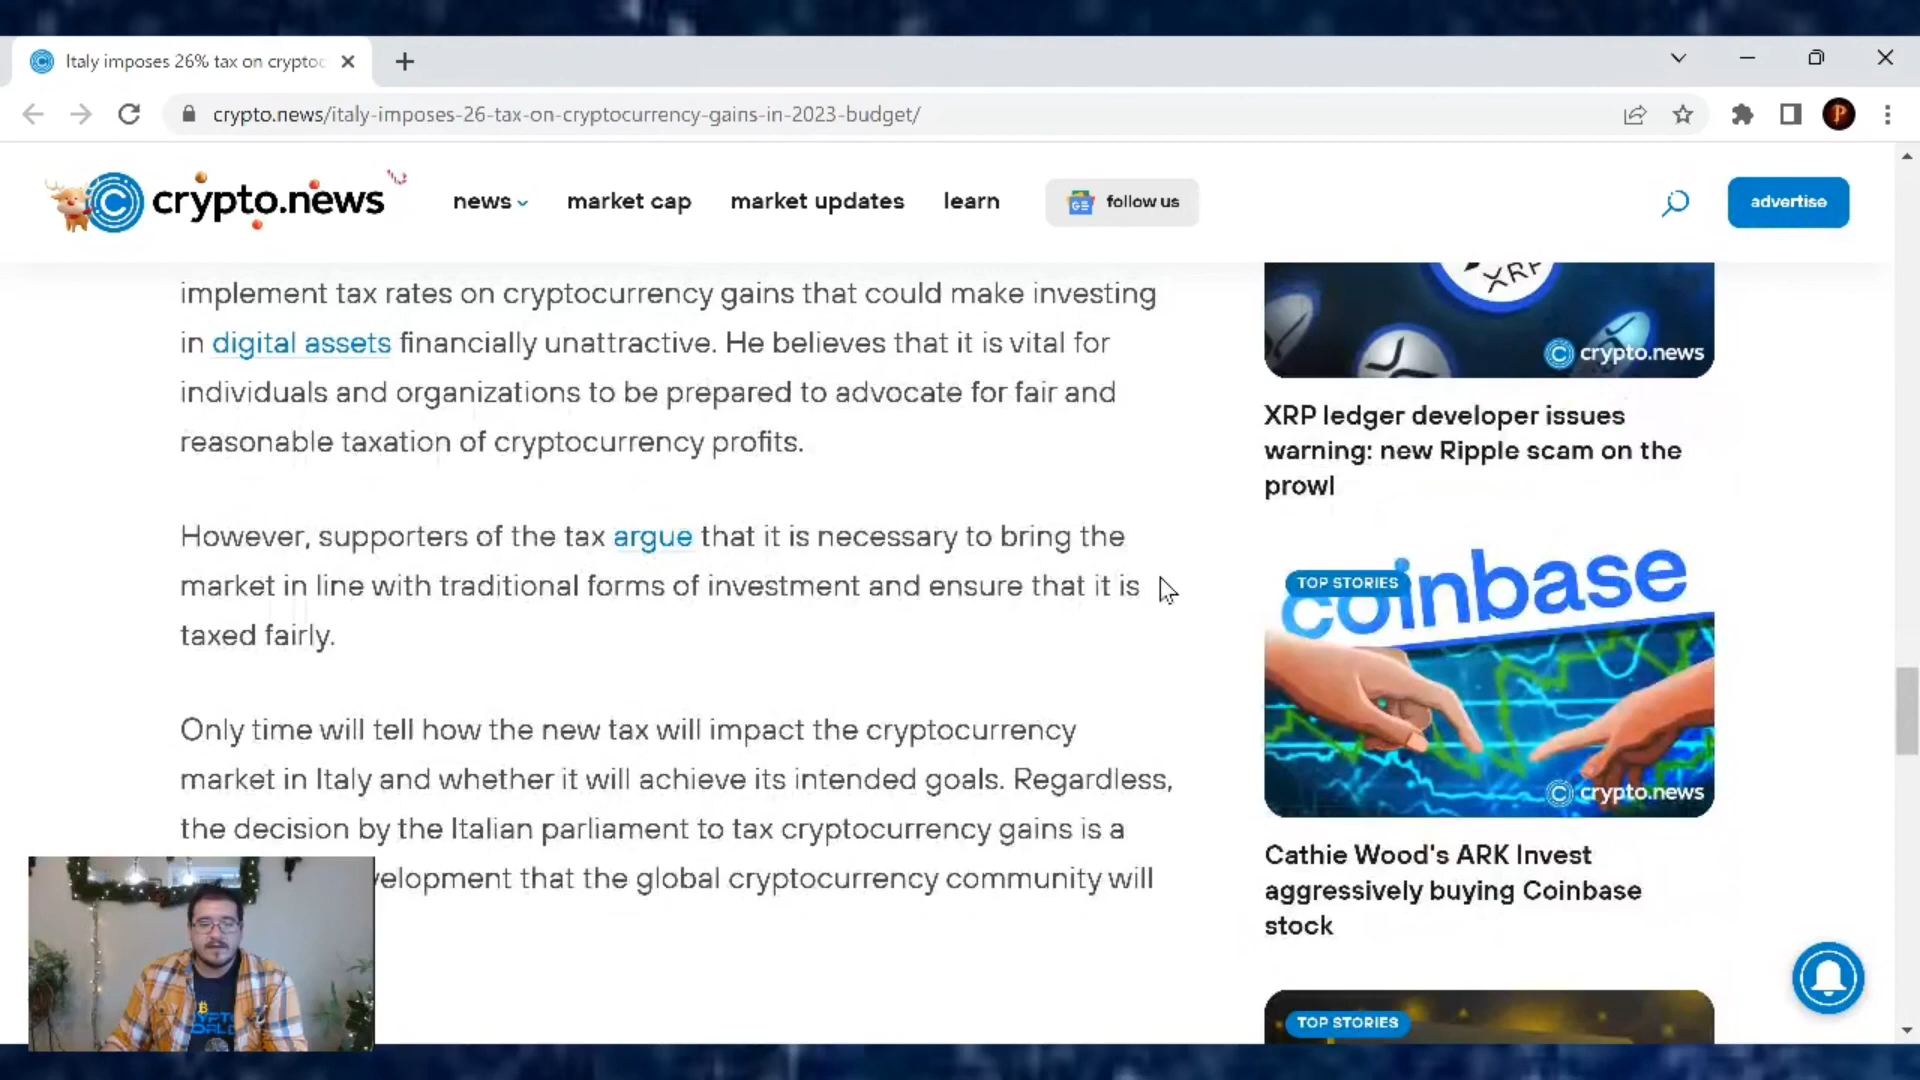 Italy imposes 26% tax on cryptoc
crypto.news/italy-imposes-26-tax-on-cryptocurrency-gains-in-2023-budget/
crypto.news
news
market cap
market updates
learn
GE
follow us
advertise
implement tax rates on cryptocurrency gains that could make investing
in digital assets financially unattractive. He believes that it is vital for
individuals and organizations to be prepared to advocate for fair and
reasonable taxation of cryptocurrency profits.
However, supporters of the tax argue that it is necessary to bring the
market in line with traditional forms of investment and ensure that it is
taxed fairly.
Only time will tell how the new tax will impact the cryptocurrency
market in Italy and whether it will achieve its intended goals. Regardless,
the decision by the Italian parliament to tax cryptocurrency gains is a
velopment that the global cryptocurrency community will
XRP
crypto.news
XRP ledger developer issues
warning: new Ripple scam on the
prowl
TOP STORIES
coinbase
crypto.news
Cathie Wood's ARK Invest
aggressively buying Coinbase
stock
TOP STORIES